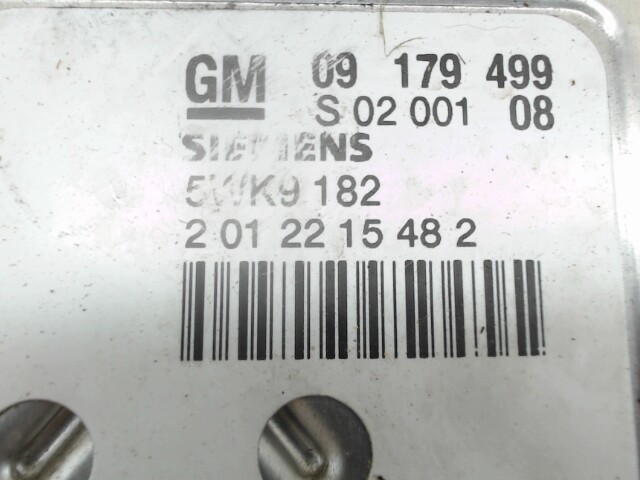 GM 09 179 499
S 02 001 08
SIEMENS
5WK9 182
2 01 22 15 48 2